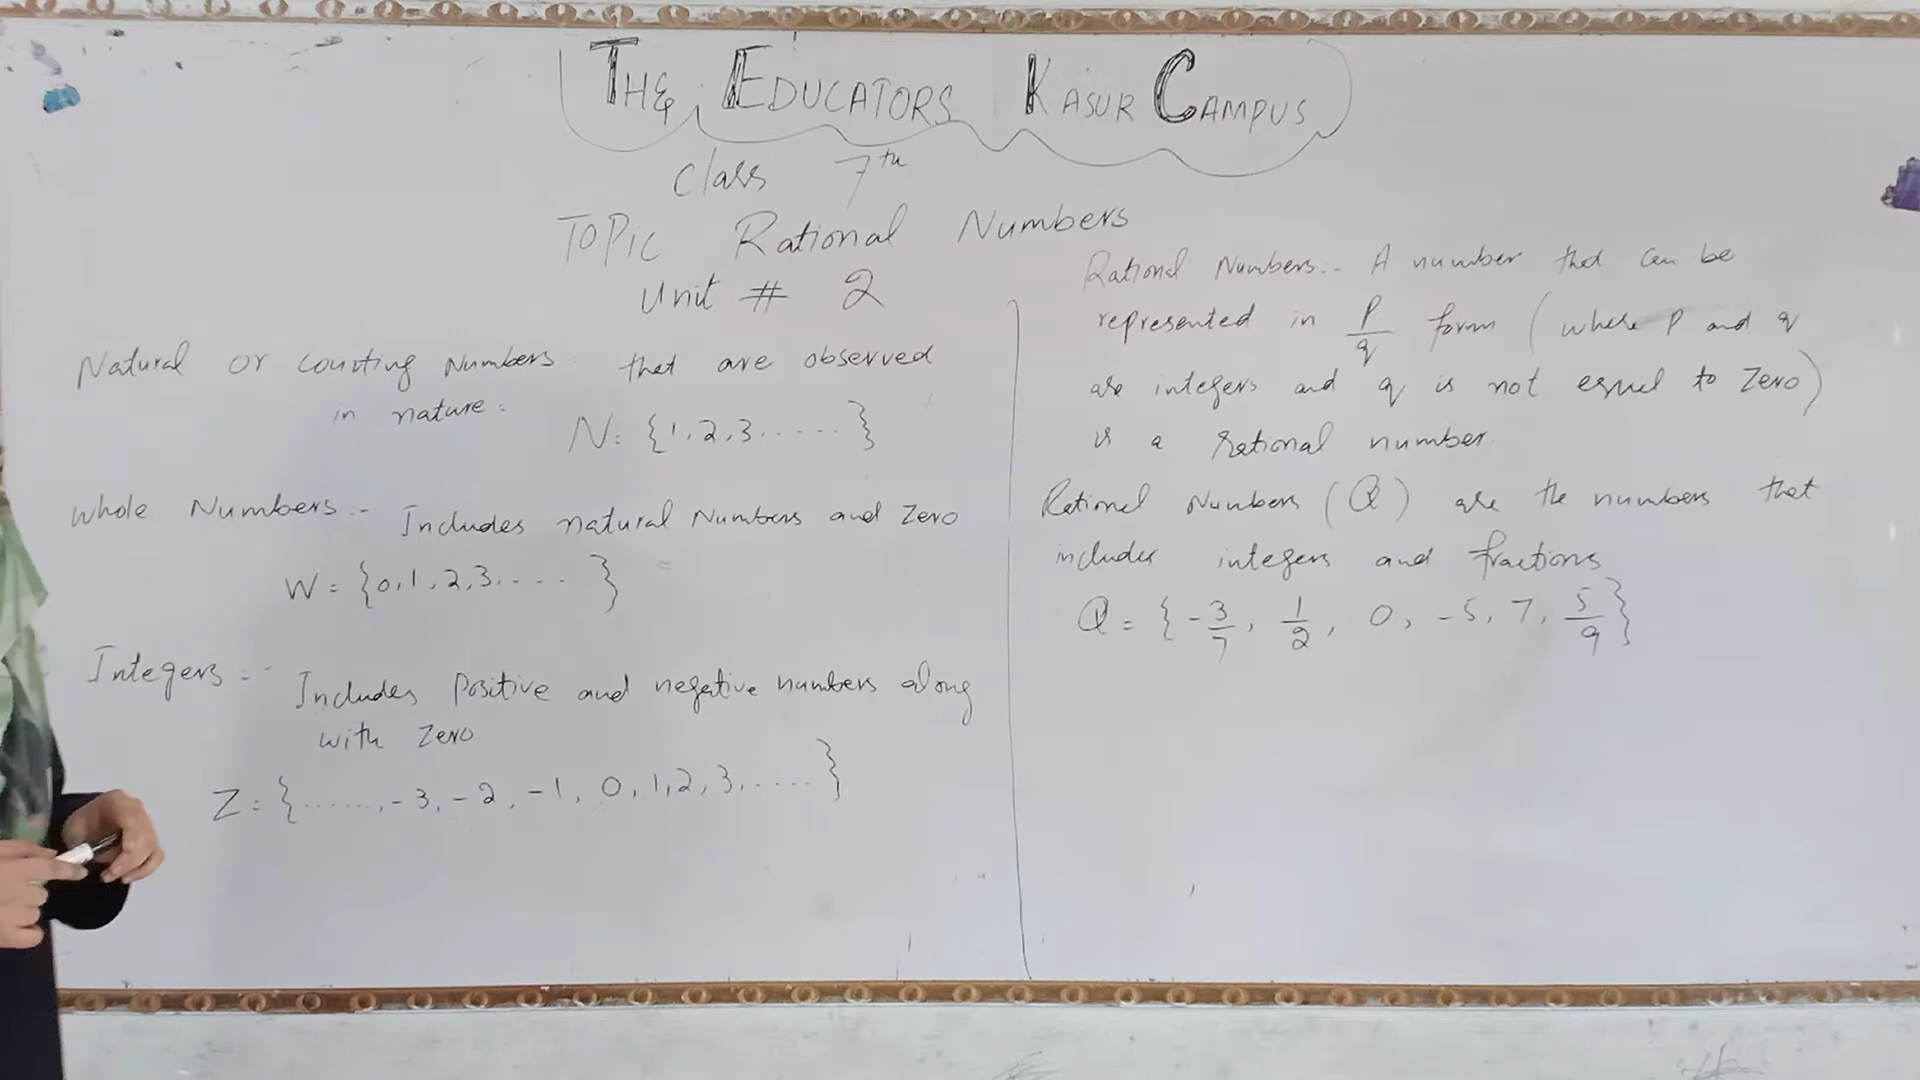 THE EDUCATORS KASUR CAMPUS
Class 7th
TOPic Rational Numbers
Unit # 2
Natural or counting Numbers that are observed
in nature:
N = {1, 2, 3, ......}
Whole Numbers:- Includes natural Numbers and Zero
W = {0, 1, 2, 3, ..... }
Integers:- Includes Positive and negative numbers along
with Zero
Z = {......, -3, -2, -1, 0, 1, 2, 3, .....}
Rational Numbers:- A number that can be
represented in p/q form (where P and q
are integers and q is not equal to Zero)
is a rational number.
Rational Numbers (Q) are the numbers that
includes integers and fractions
Q = {-3/7, 1/2, 0, -5, 7, 5/9}